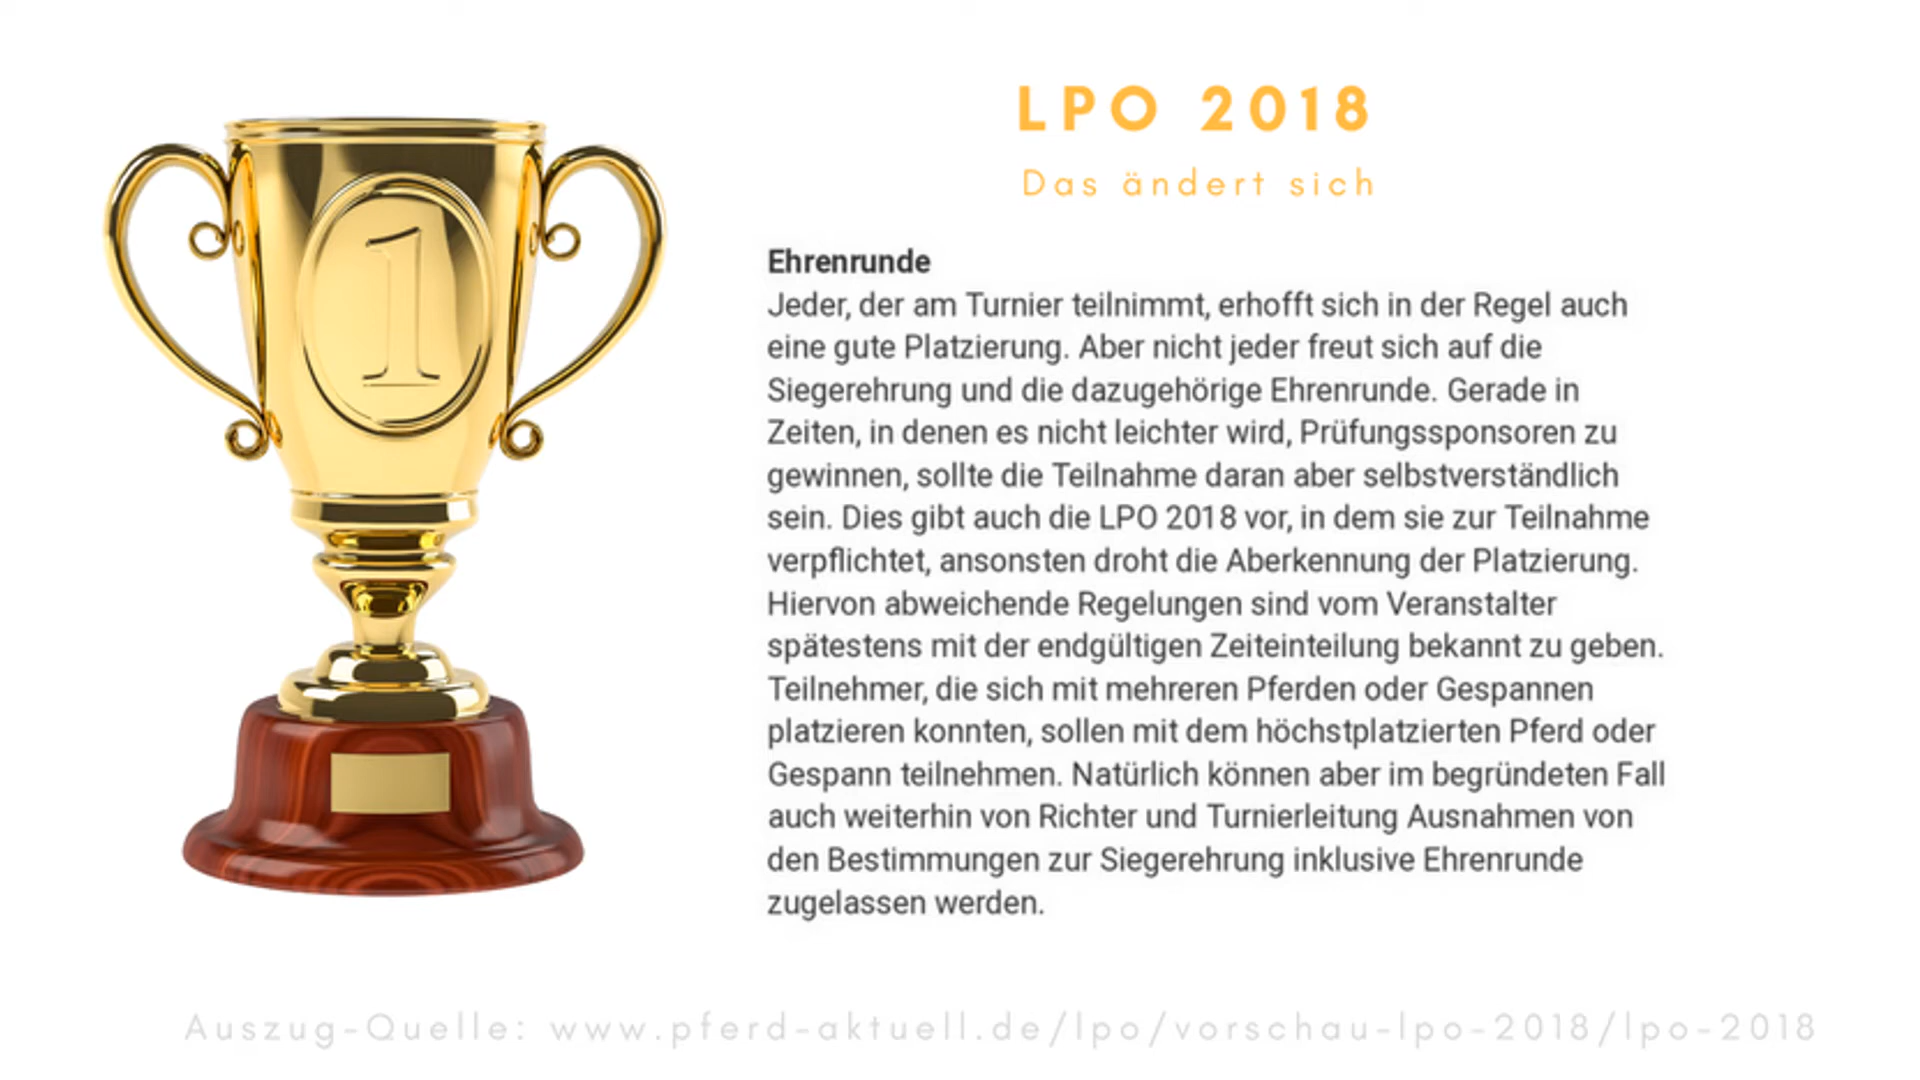 1
LPO 2018
Das ändert sich
Ehrenrunde
Jeder, der am Turnier teilnimmt, erhofft sich in der Regel auch
eine gute Platzierung. Aber nicht jeder freut sich auf die
Siegerehrung und die dazugehörige Ehrenrunde. Gerade in
Zeiten, in denen es nicht leichter wird, Prüfungssponsoren zu
gewinnen, sollte die Teilnahme daran aber selbstverständlich
sein. Dies gibt auch die LPO 2018 vor, in dem sie zur Teilnahme
verpflichtet, ansonsten droht die Aberkennung der Platzierung.
Hiervon abweichende Regelungen sind vom Veranstalter
spätestens mit der endgültigen Zeiteinteilung bekannt zu geben.
Teilnehmer, die sich mit mehreren Pferden oder Gespannen
platzieren konnten, sollen mit dem höchstplatzierten Pferd oder
Gespann teilnehmen. Natürlich können aber im begründeten Fall
auch weiterhin von Richter und Turnierleitung Ausnahmen von
den Bestimmungen zur Siegerehrung inklusive Ehrenrunde
zugelassen werden.
Auszug-Quelle: www.pferd-aktuell.de/lpo/vorschau-lpo-2018/lpo-2018